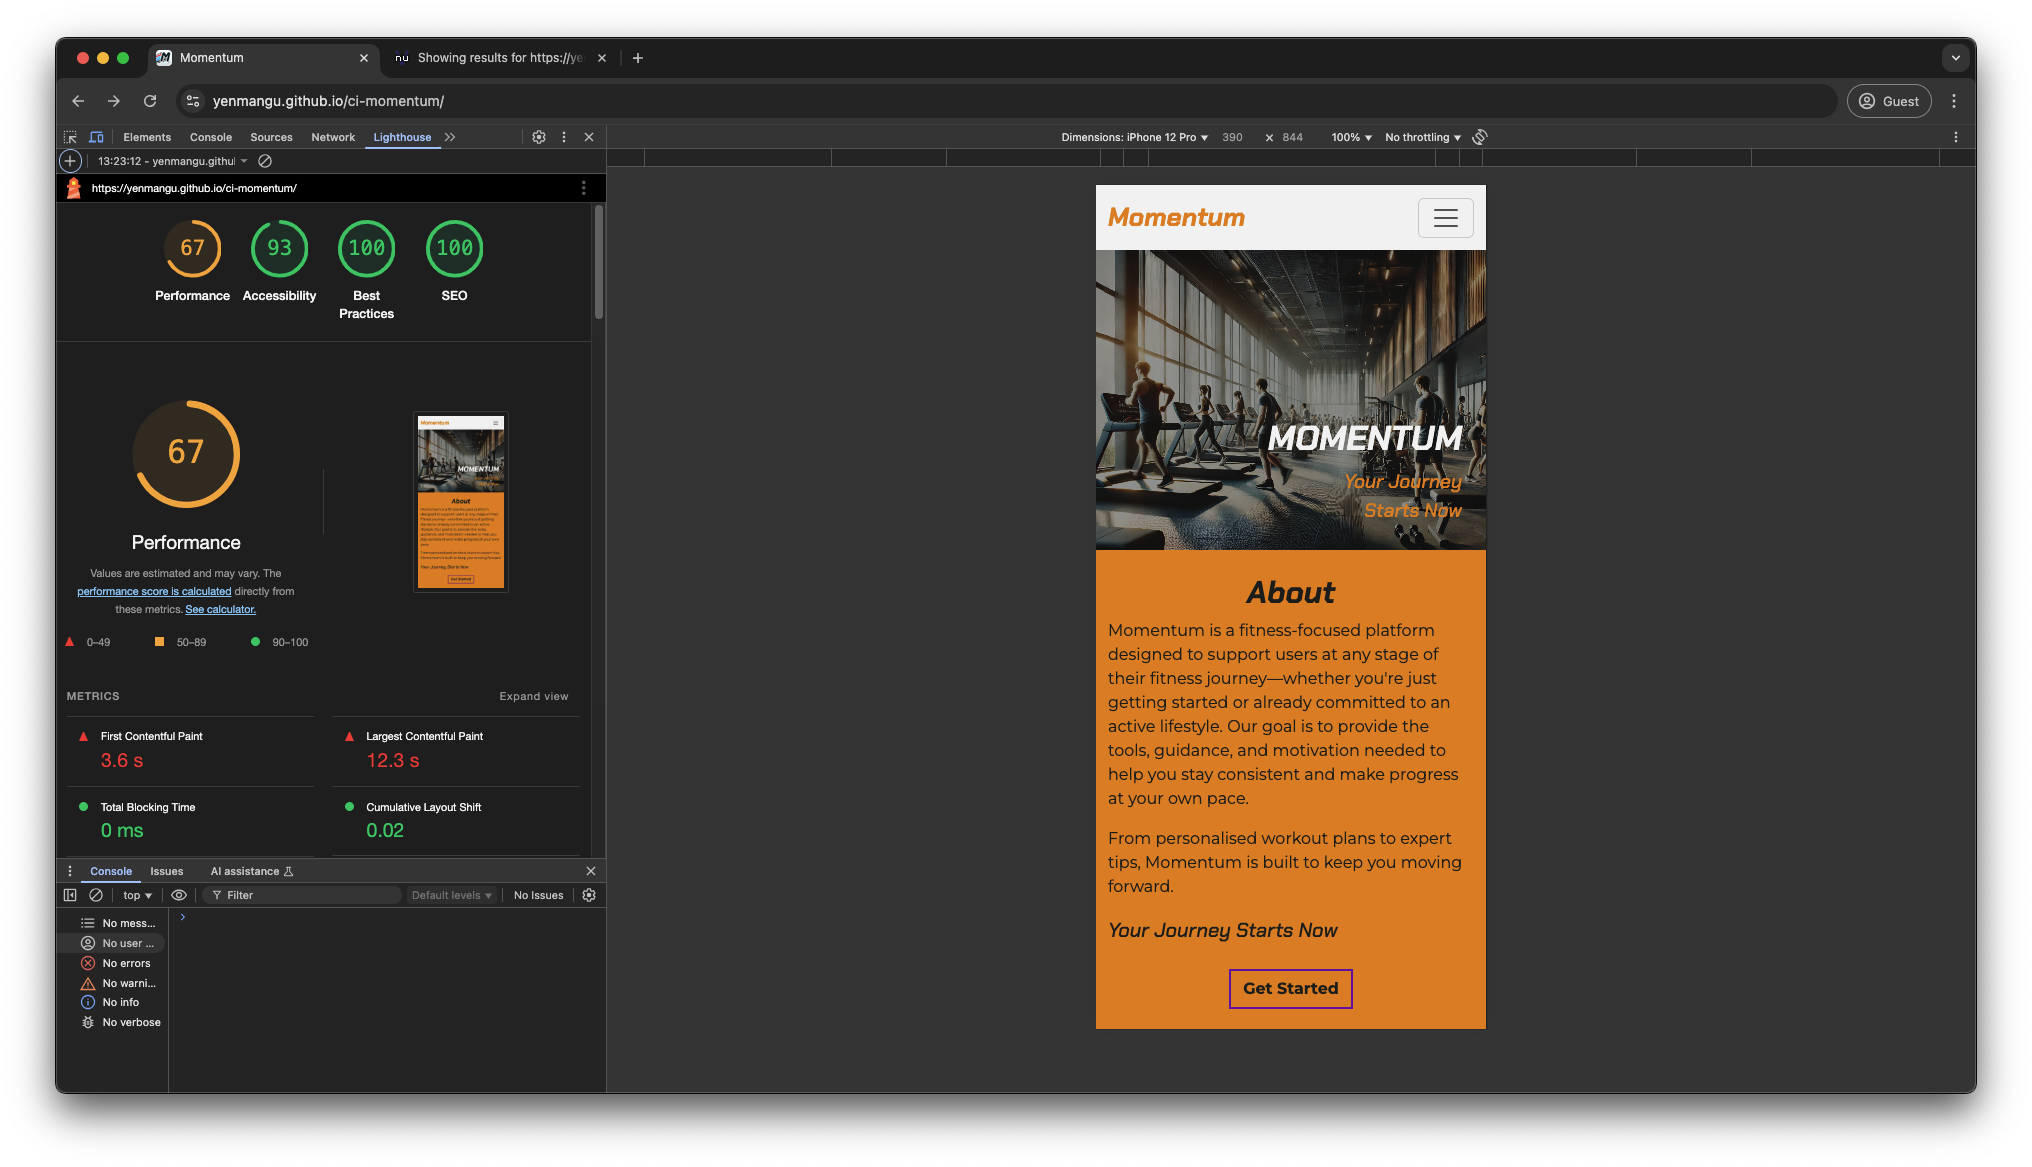 Momentum
nu Showing results for https://ye
yenmangu.github.io/ci-momentum/
Guest
Elements Console Sources Network Lighthouse
Dimensions: iPhone 12 Pro 390 × 844 100% No throttling
13:23:12 - yenmangu.githu
https://yenmangu.github.io/ci-momentum/
67 93 100 100
Performance Accessibility Best Practices SEO
67
Performance
Values are estimated and may vary. The
performance score is calculated directly from
these metrics. See calculator.
0–49 50–89 90–100
METRICS Expand view
First Contentful Paint
3.6 s
Largest Contentful Paint
12.3 s
Total Blocking Time
0 ms
Cumulative Layout Shift
0.02
Console Issues AI assistance
top Filter Default levels No Issues
No mess...
No user ...
No errors
No warni...
No info
No verbose
Momentum
MOMENTUM
Your Journey
Starts Now
About
Momentum is a fitness-focused platform
designed to support users at any stage of
their fitness journey—whether you're just
getting started or already committed to an
active lifestyle. Our goal is to provide the
tools, guidance, and motivation needed to
help you stay consistent and make progress
at your own pace.
From personalised workout plans to expert
tips, Momentum is built to keep you moving
forward.
Your Journey Starts Now
Get Started